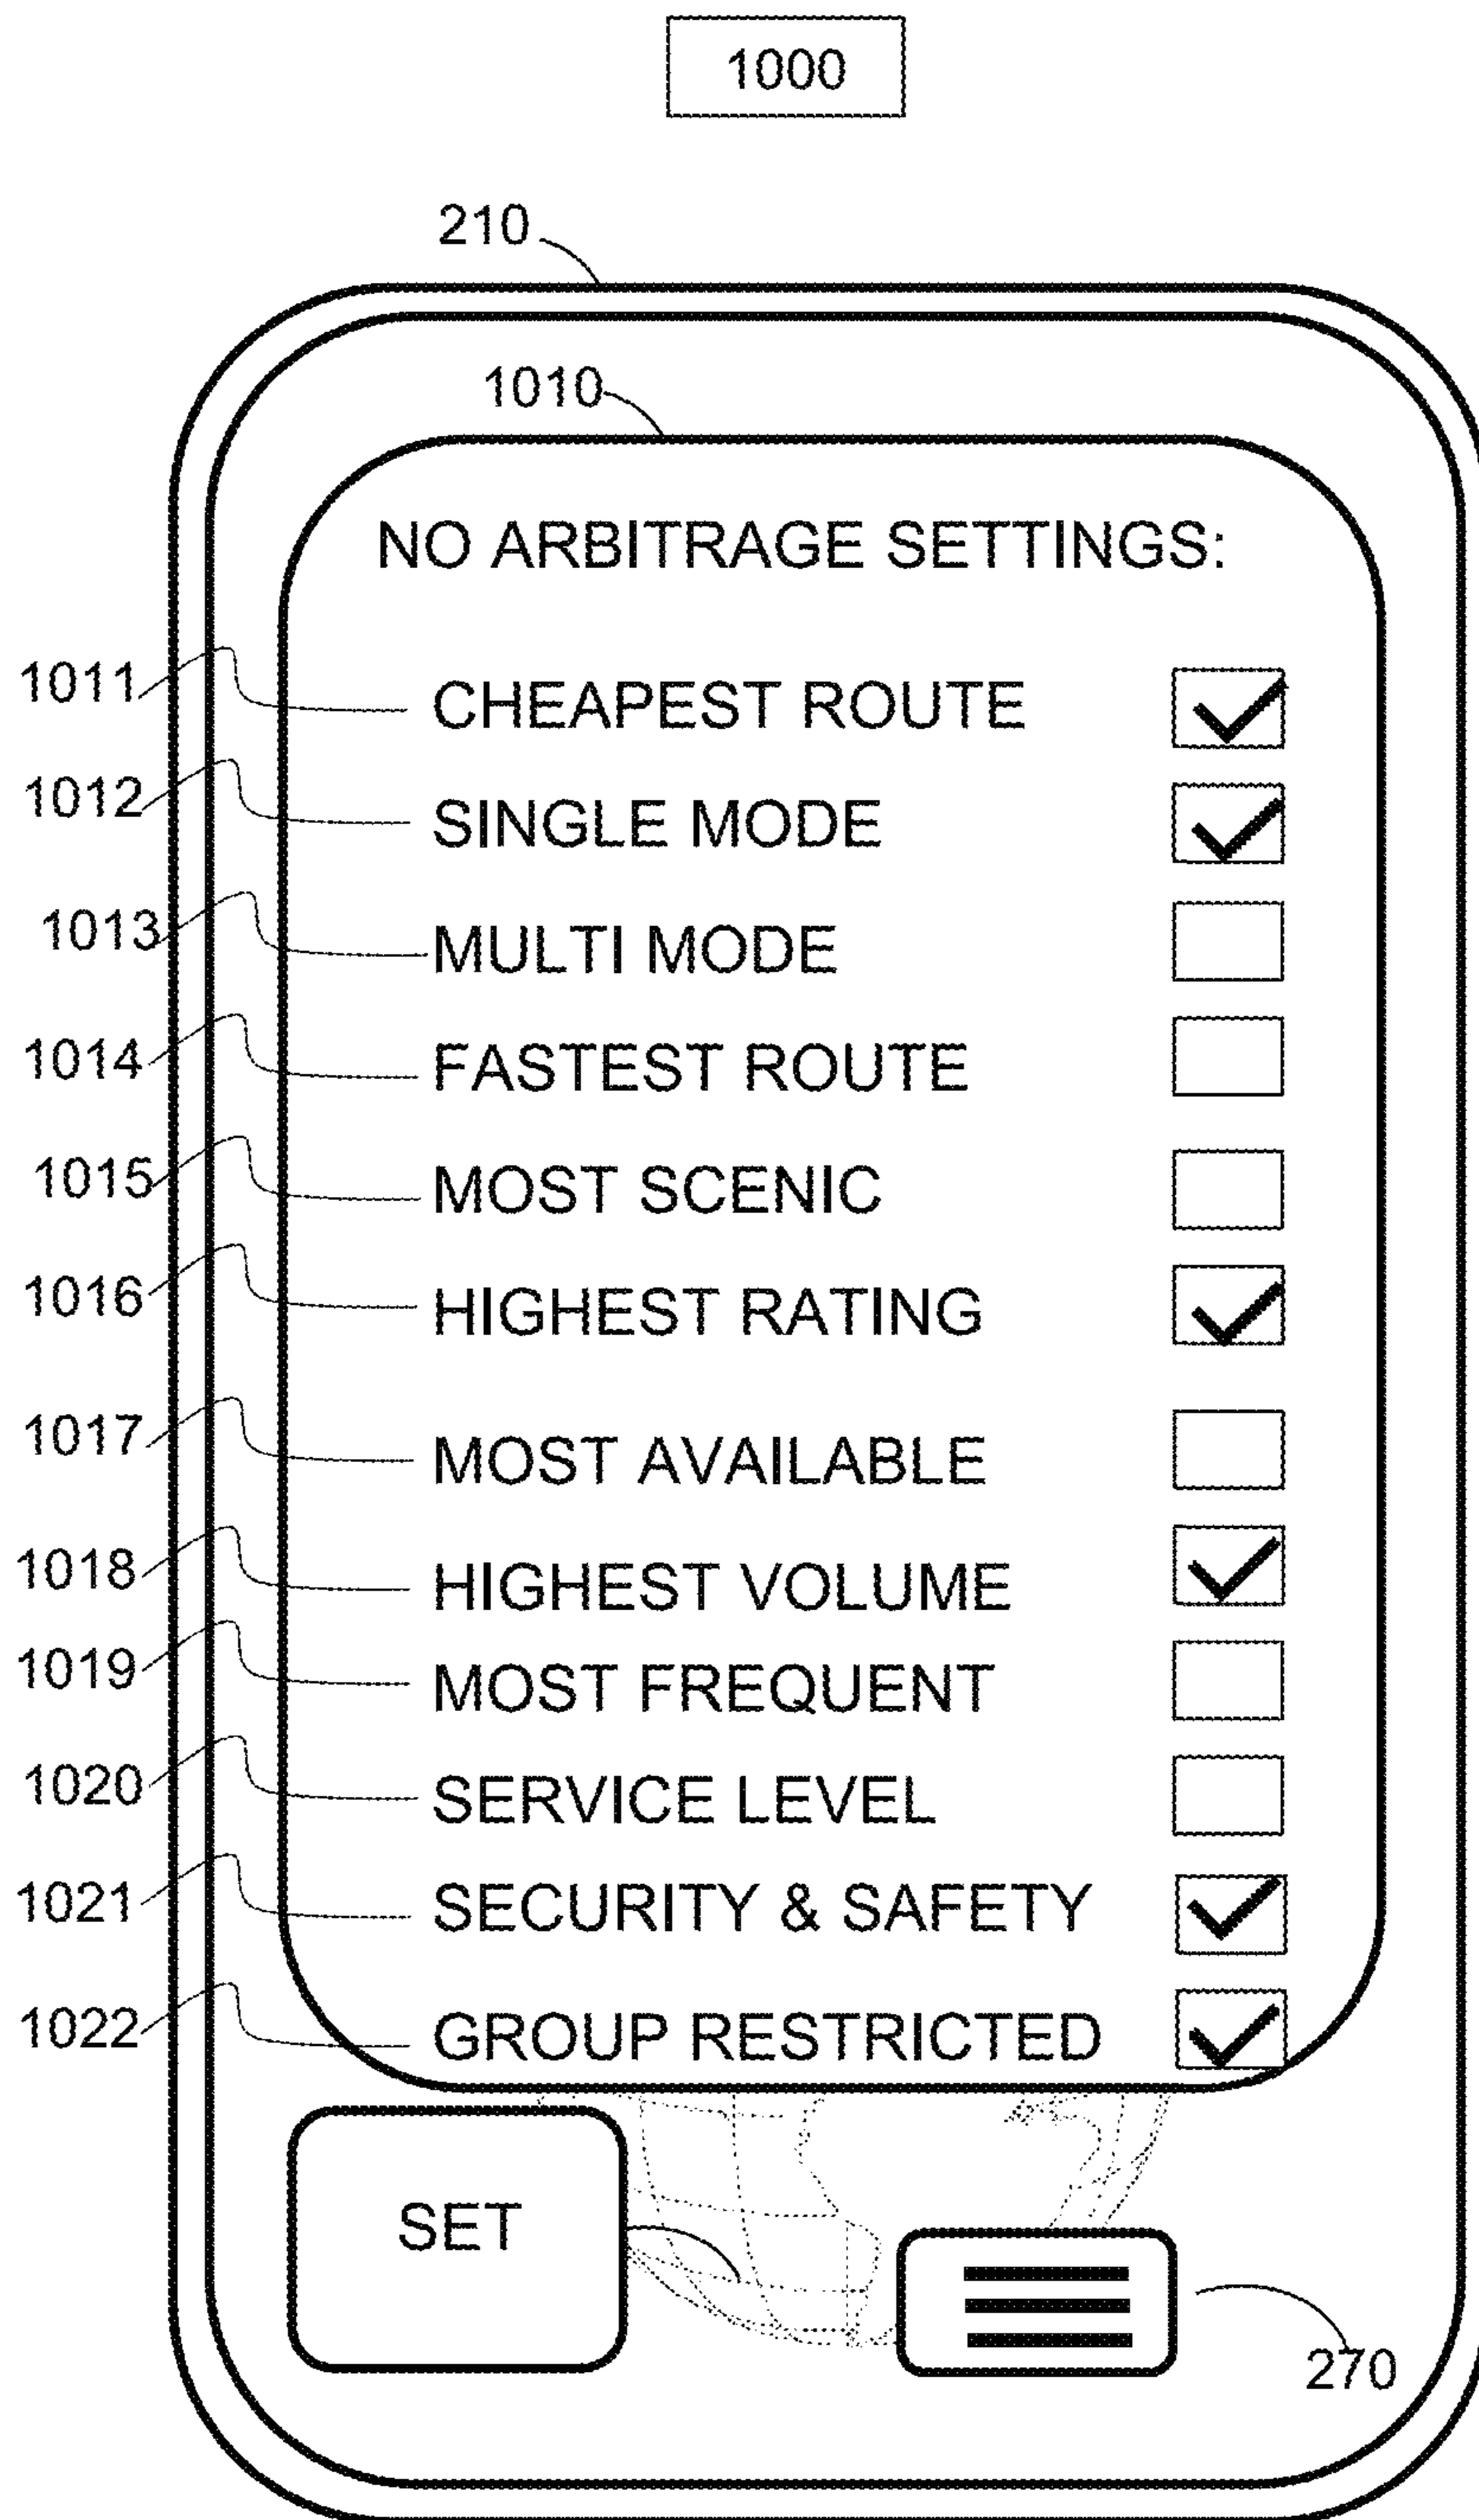 1000
210
1010
NO ARBITRAGE SETTINGS:
1011 CHEAPEST ROUTE
1012 SINGLE MODE
1013 MULTI MODE
1014 FASTEST ROUTE
1015 MOST SCENIC
1016 HIGHEST RATING
1017 MOST AVAILABLE
1018 HIGHEST VOLUME
1019 MOST FREQUENT
1020 SERVICE LEVEL
1021 SECURITY & SAFETY
1022 GROUP RESTRICTED
SET
270